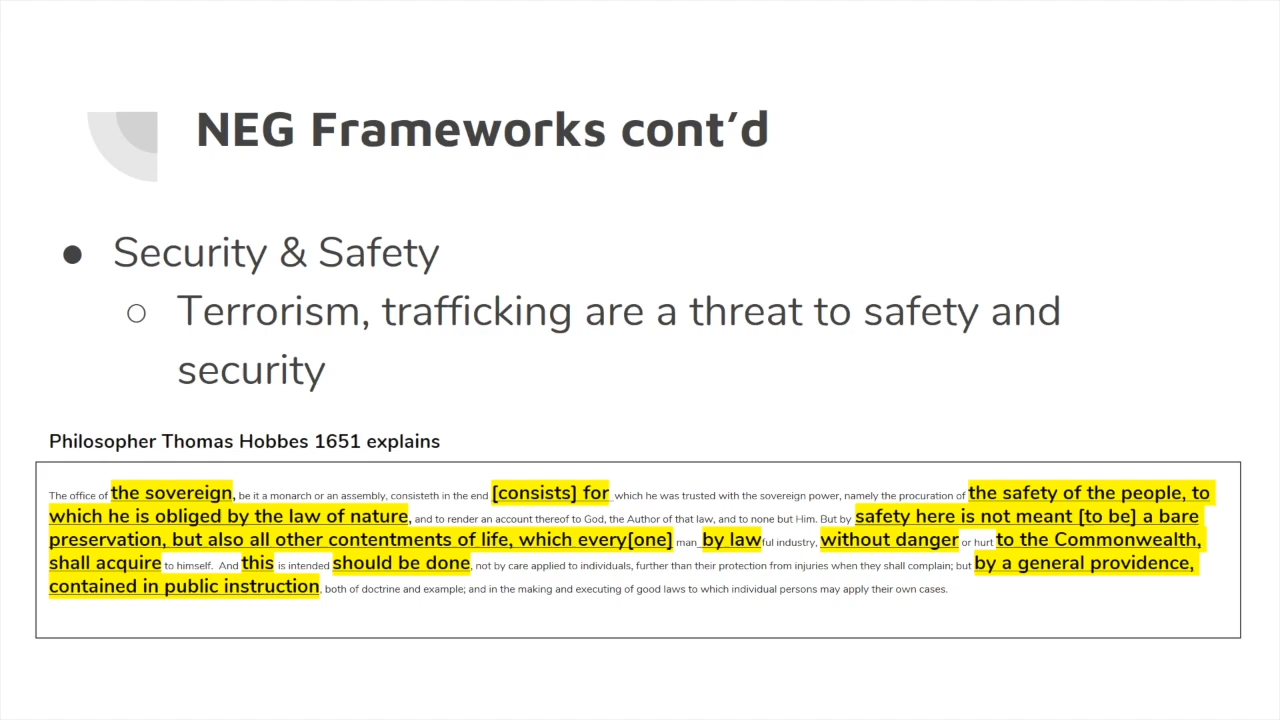 NEG Frameworks cont’d
● Security & Safety
○ Terrorism, trafficking are a threat to safety and
security
Philosopher Thomas Hobbes 1651 explains
The office of the sovereign, be it a monarch or an assembly, consisteth in the end [consists] for which he was trusted with the sovereign power, namely the procuration of the safety of the people, to
which he is obliged by the law of nature, and to render an account thereof to God, the Author of that law, and to none but Him. But by safety here is not meant [to be] a bare
preservation, but also all other contentments of life, which every[one] man by lawful industry, without danger or hurt to the Commonwealth,
shall acquire to himself. And this is intended should be done, not by care applied to individuals, further than their protection from injuries when they shall complain; but by a general providence,
contained in public instruction, both of doctrine and example; and in the making and executing of good laws to which individual persons may apply their own cases.